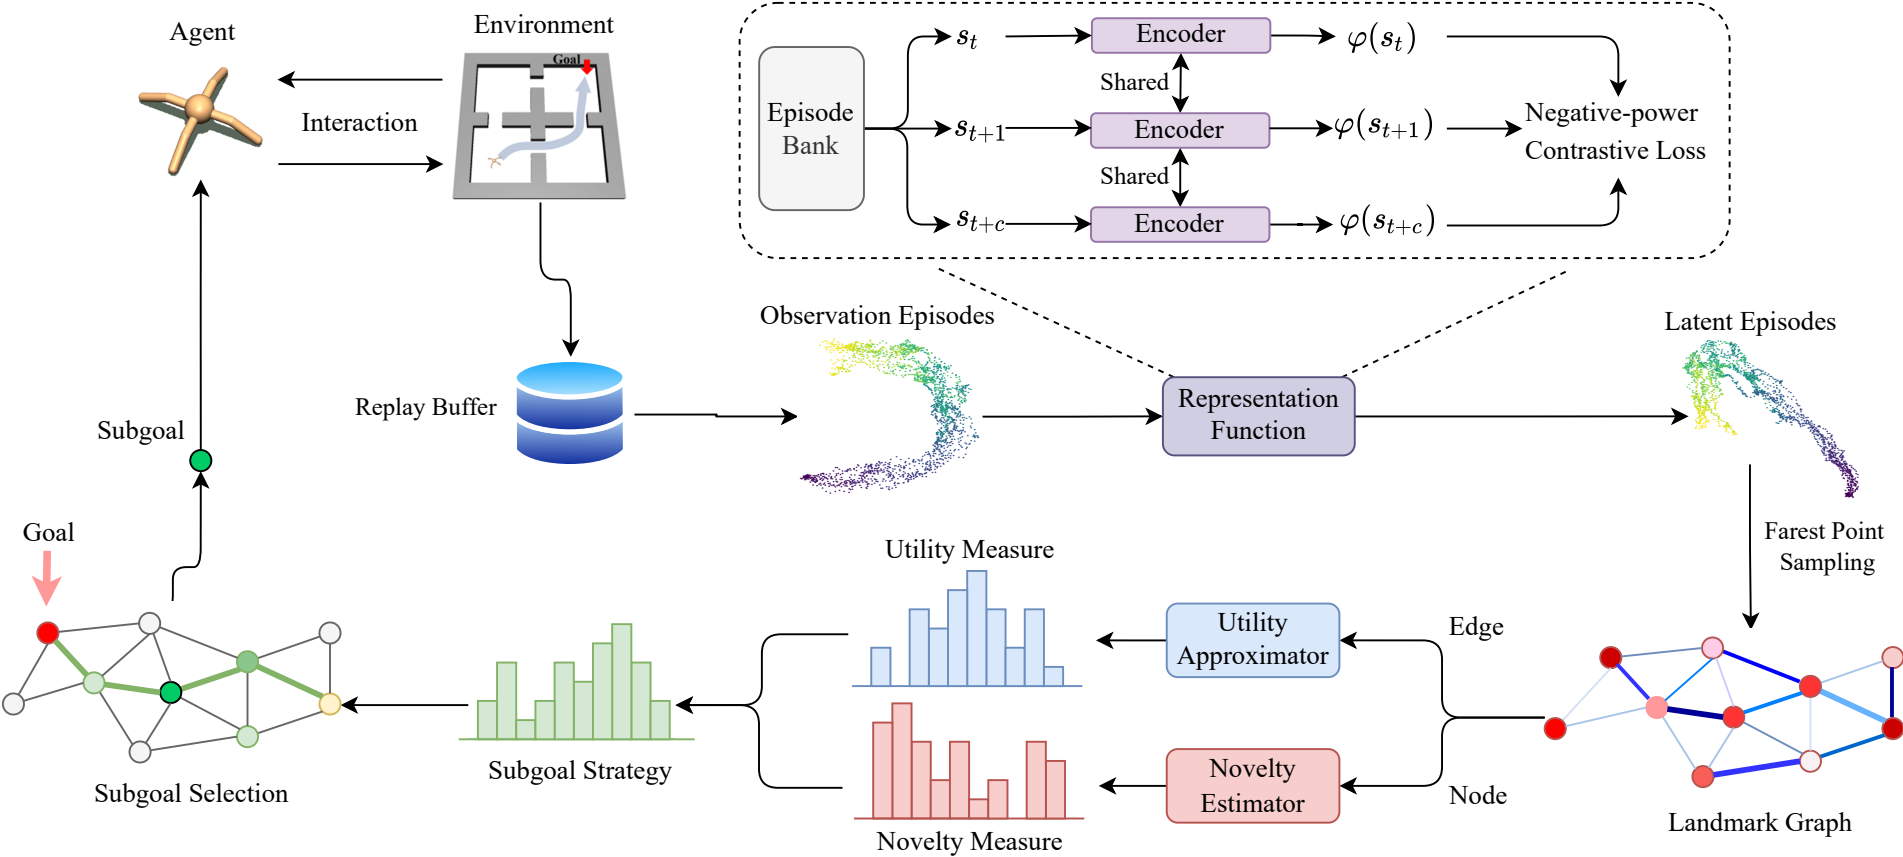 Agent
Environment
Goal
Interaction
Episode
Bank
s_t
Encoder
φ(s_t)
Shared
s_{t+1}
Encoder
φ(s_{t+1})
Negative-power
Contrastive Loss
Shared
s_{t+c}
Encoder
φ(s_{t+c})
Observation Episodes
Latent Episodes
Replay Buffer
Representation
Function
Subgoal
Goal
Farest Point
Sampling
Utility Measure
Utility
Approximator
Edge
Subgoal Strategy
Subgoal Selection
Novelty
Estimator
Node
Novelty Measure
Landmark Graph